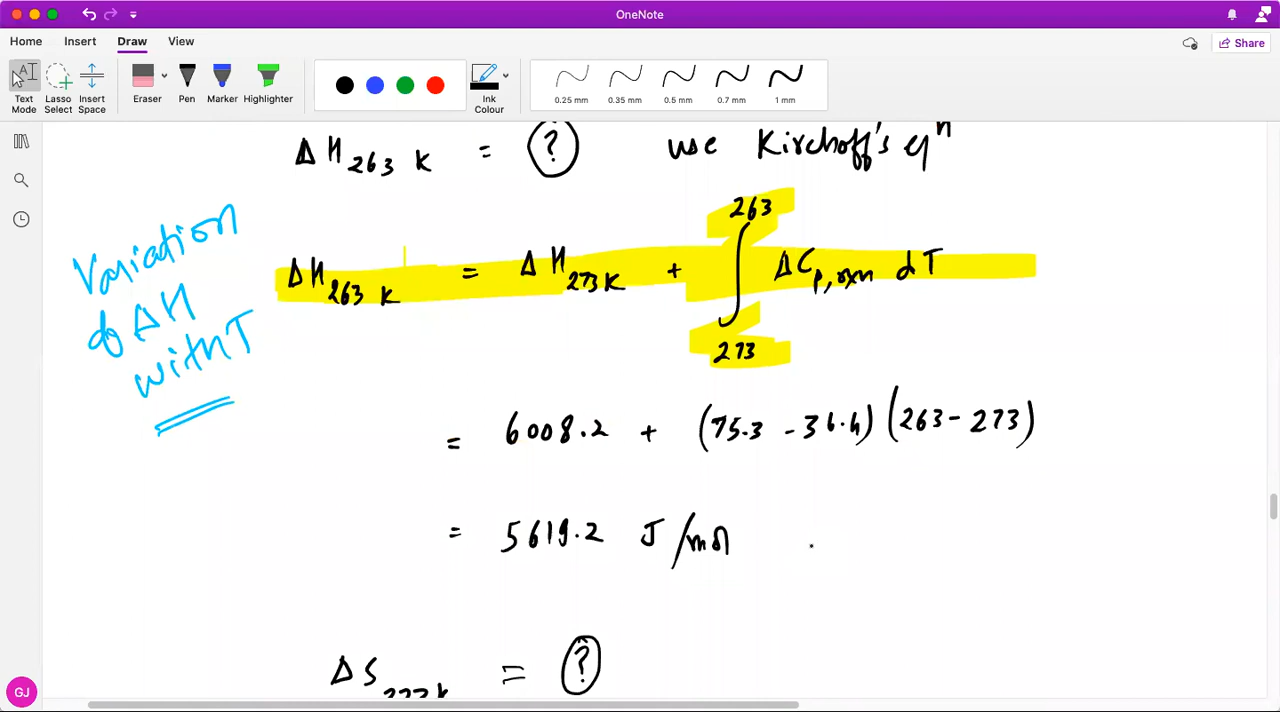 OneNote
Home Insert Draw View
Share
Text Mode
Lasso Select
Insert Space
Eraser
Pen
Marker
Highlighter
Ink Colour
0.25 mm
0.35 mm
0.5 mm
0.7 mm
1 mm
ΔH263 K = ? use Kirchoff's eqn
Variation
of ΔH
with T
263
ΔH263 K = ΔH273K + ∫ ΔCp,rxn dT
273
= 6008.2 + (75.3 - 36.4)(263 - 273)
= 5619.2 J/mol
ΔS = ?
GJ